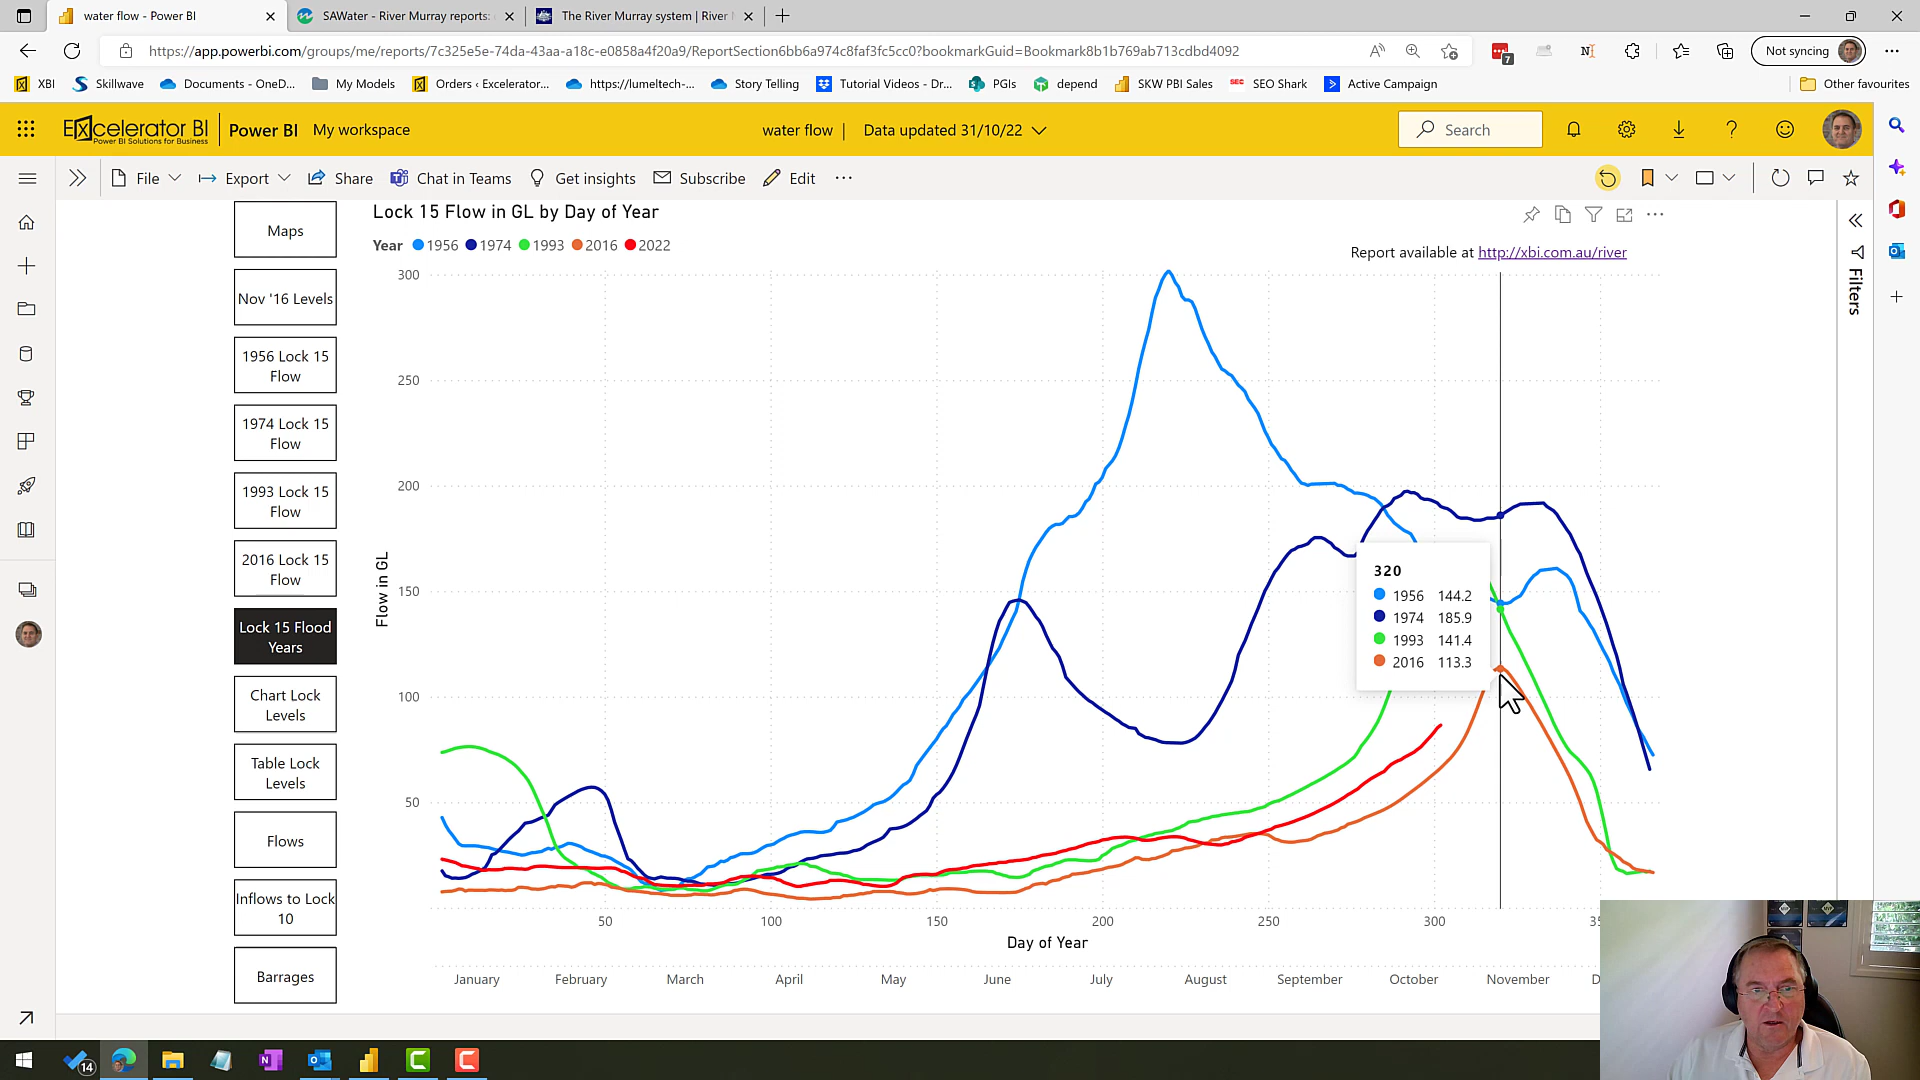 water flow - Power BI
SAWater - River Murray reports:
The River Murray system | River
https://app.powerbi.com/groups/me/reports/7c325e5e-74da-43aa-a18c-e0858a4f20a9/ReportSection6bb6a974c8faf3fc5cc0?bookmarkGuid=Bookmark8b1b769ab713cdbd4092
7
Not syncing
XBI
Skillwave
Documents - OneD...
My Models
Orders ‹ Excelerator...
https://lumeltech-...
Story Telling
Tutorial Videos - Dr...
PGIs
depend
SKW PBI Sales
SEO Shark
Active Campaign
Other favourites
Excelerator BI
Power BI Solutions for Business
Power BI
My workspace
water flow
Data updated 31/10/22
Search
File
Export
Share
Chat in Teams
Get insights
Subscribe
Edit
Maps
Nov '16 Levels
1956 Lock 15
Flow
1974 Lock 15
Flow
1993 Lock 15
Flow
2016 Lock 15
Flow
Lock 15 Flood
Years
Chart Lock
Levels
Table Lock
Levels
Flows
Inflows to Lock
10
Barrages
Lock 15 Flow in GL by Day of Year
Year 1956 1974 1993 2016 2022
Report available at http://xbi.com.au/river
Filters
300
250
200
150
100
50
Flow in GL
320
1956 144.2
1974 185.9
1993 141.4
2016 113.3
50 100 150 200 250 300 35
Day of Year
January February March April May June July August September October November D
14